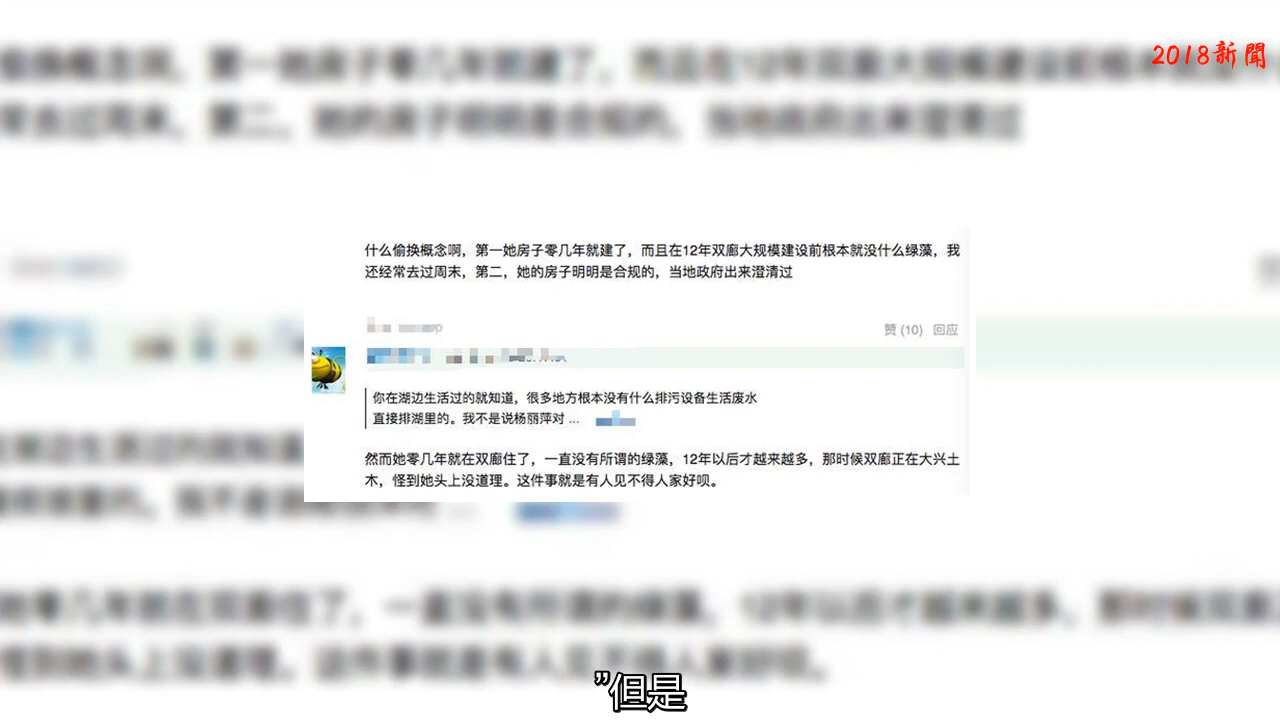 2018新聞
什么偷换概念啊，第一她房子零几年就建了，而且在12年双廊大规模建设前根本就没什么绿藻，我
还经常去过周末，第二，她的房子明明是合规的，当地政府出来澄清过
赞 (10) 回应
你在湖边生活过的就知道，很多地方根本没有什么排污设备生活废水
直接排湖里的。我不是说杨丽萍对 ...
然而她零几年就在双廊住了，一直没有所谓的绿藻，12年以后才越来越多，那时候双廊正在大兴土
木，怪到她头上没道理。这件事就是有人见不得人家好呗。
”但是